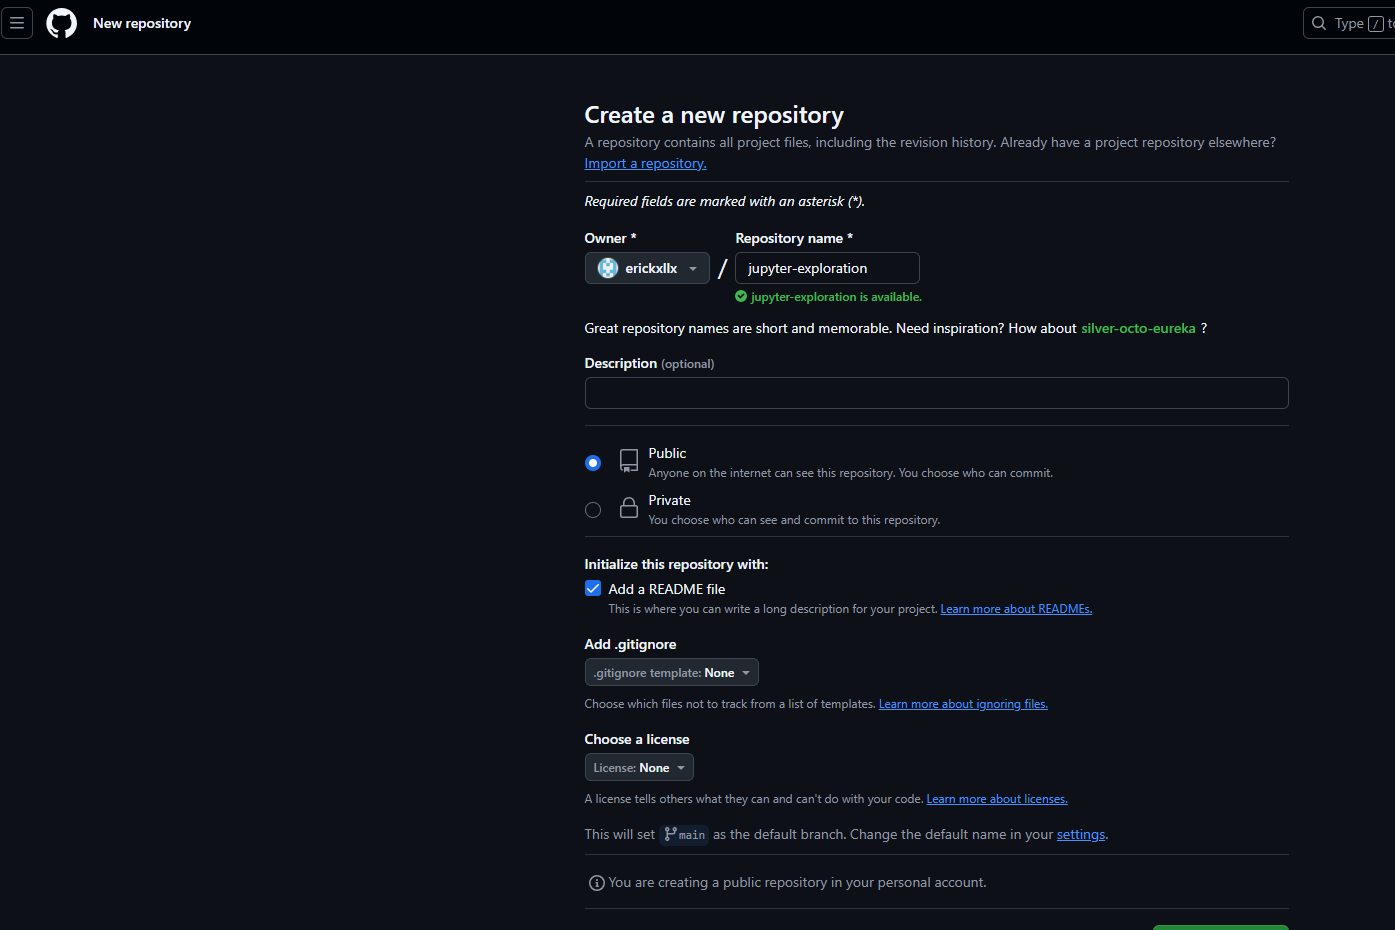 New repository
Type / to
Create a new repository
A repository contains all project files, including the revision history. Already have a project repository elsewhere?
Import a repository.
Required fields are marked with an asterisk (*).
Owner * Repository name *
erickxllx / jupyter-exploration
jupyter-exploration is available.
Great repository names are short and memorable. Need inspiration? How about silver-octo-eureka ?
Description (optional)
Public
Anyone on the internet can see this repository. You choose who can commit.
Private
You choose who can see and commit to this repository.
Initialize this repository with:
Add a README file
This is where you can write a long description for your project. Learn more about READMEs.
Add .gitignore
.gitignore template: None
Choose which files not to track from a list of templates. Learn more about ignoring files.
Choose a license
License: None
A license tells others what they can and can't do with your code. Learn more about licenses.
This will set main as the default branch. Change the default name in your settings.
You are creating a public repository in your personal account.